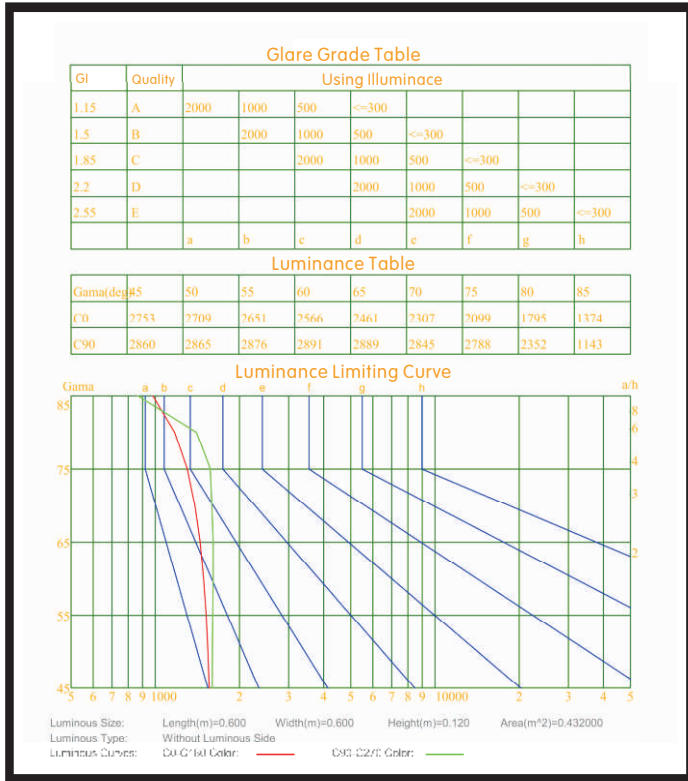 Glare Grade Table
GI Quality Using Illuminace
1.15 A 2000 1000 500 <=300
1.5 B 2000 1000 500 <=300
1.85 C 2000 1000 500 <=300
2.2 D 2000 1000 500 <=300
2.55 E 2000 1000 500 <=300
a b c d e f g h
Luminance Table
Gama(deg) 45 50 55 60 65 70 75 80 85
C0 2753 2709 2651 2566 2461 2307 2099 1795 1374
C90 2860 2865 2876 2891 2889 2845 2788 2352 1143
Luminance Limiting Curve
Gama a b c d e f g h a/h
85 8
6
75 4
3
65 2
55
45
5 6 7 8 9 1000 2 3 4 5 6 7 8 9 10000 2 3 5
Luminous Size: Length(m)=0.600 Width(m)=0.600 Height(m)=0.120 Area(m^2)=0.432000
Luminous Type: Without Luminous Side
Luminous Curves: C0-C180 Color: C90-C270 Color: